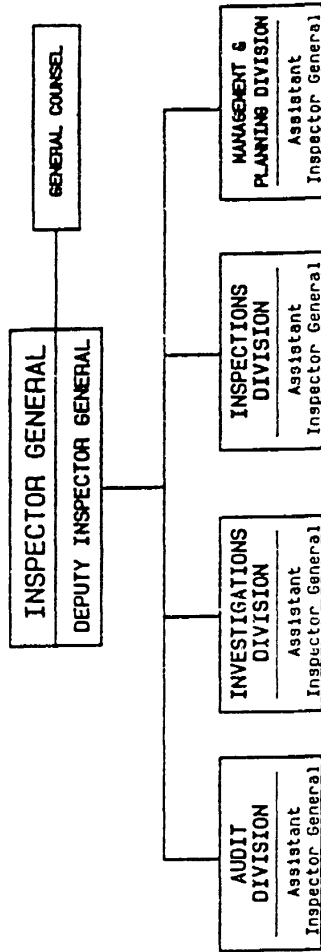 GENERAL COUNSEL
INSPECTOR GENERAL
DEPUTY INSPECTOR GENERAL
AUDIT
DIVISION
Assistant
Inspector General
INVESTIGATIONS
DIVISION
Assistant
Inspector General
INSPECTIONS
DIVISION
Assistant
Inspector General
MANAGEMENT &
PLANNING DIVISION
Assistant
Inspector General